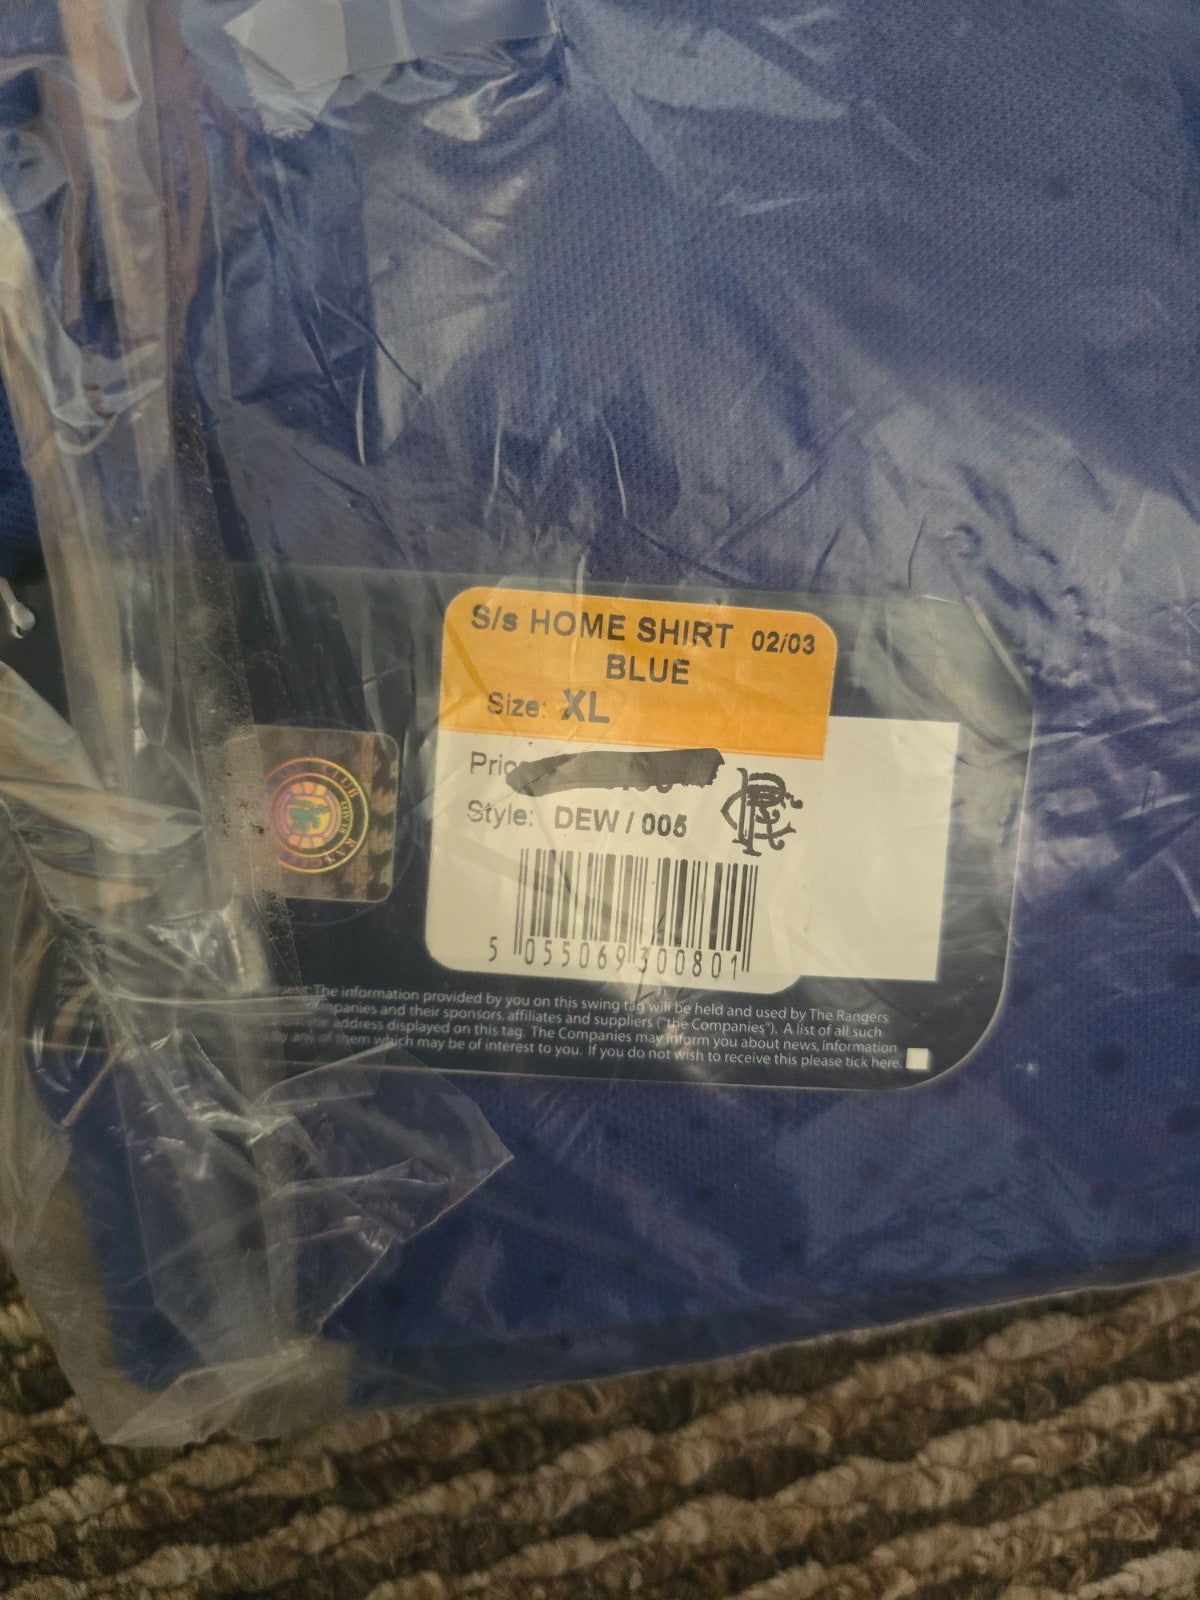 S/s HOME SHIRT 02/03
BLUE
Size: XL
Style: DEW / 005
5 055069 300801
The information provided by you on this swing tag will be held and used by The Rangers
and their sponsors, affiliates and suppliers ("the Companies"). A list of all such
address displayed on this tag. The Companies may inform you about news, information
any of them which may be of interest to you. If you do not wish to receive this please tick here.
CLUB